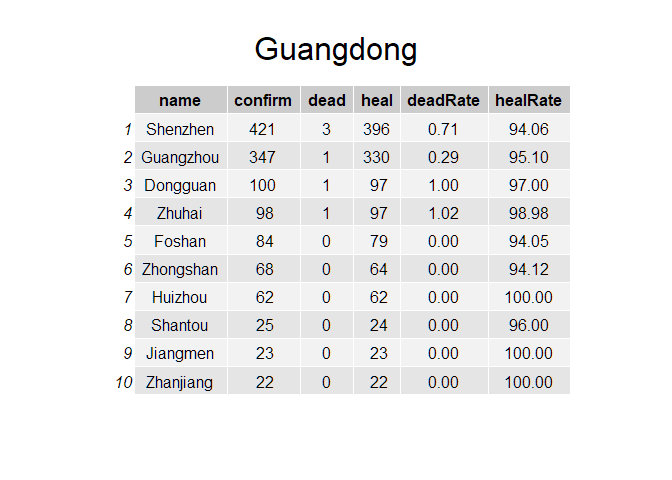 Guangdong
name confirm dead heal deadRate healRate
1 Shenzhen 421 3 396 0.71 94.06
2 Guangzhou 347 1 330 0.29 95.10
3 Dongguan 100 1 97 1.00 97.00
4 Zhuhai 98 1 97 1.02 98.98
5 Foshan 84 0 79 0.00 94.05
6 Zhongshan 68 0 64 0.00 94.12
7 Huizhou 62 0 62 0.00 100.00
8 Shantou 25 0 24 0.00 96.00
9 Jiangmen 23 0 23 0.00 100.00
10 Zhanjiang 22 0 22 0.00 100.00